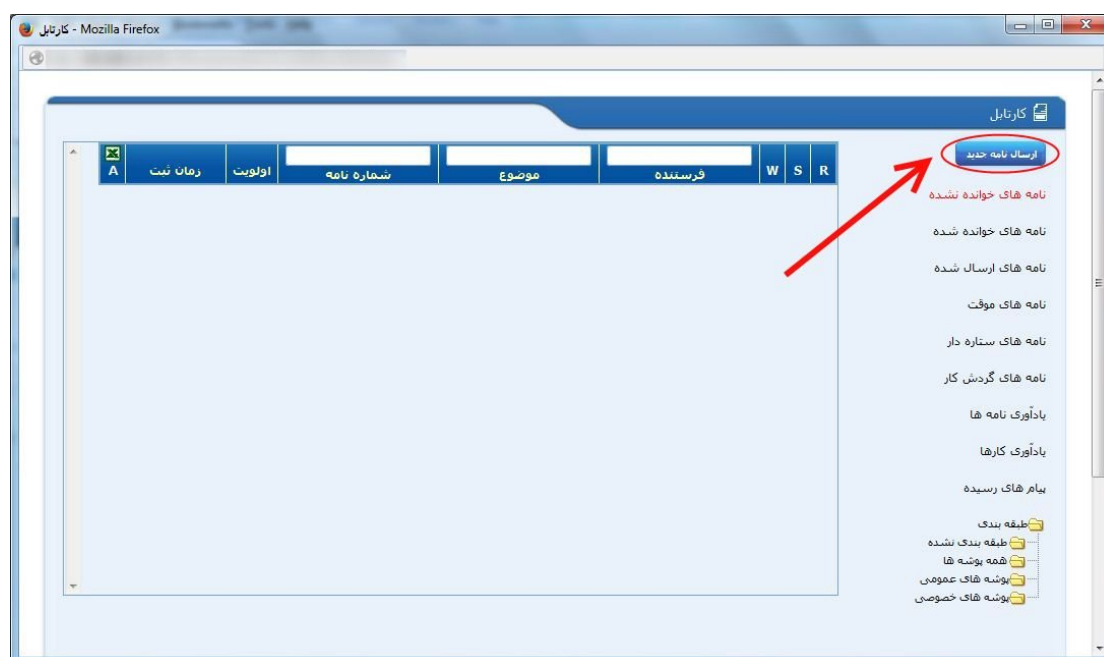 کارتابل - Mozilla Firefox
کارتابل
ارسال نامه جدید
نامه های خوانده نشده
نامه های خوانده شده
نامه های ارسال شده
نامه های موقت
نامه های ستاره دار
نامه های گردش کار
یادآوری نامه ها
یادآوری کارها
پیام های رسیده
طبقه بندی
طبقه بندی نشده
همه پوشه ها
پوشه های عمومی
پوشه های خصوصی
R S W فرستنده موضوع شماره نامه اولویت زمان ثبت A